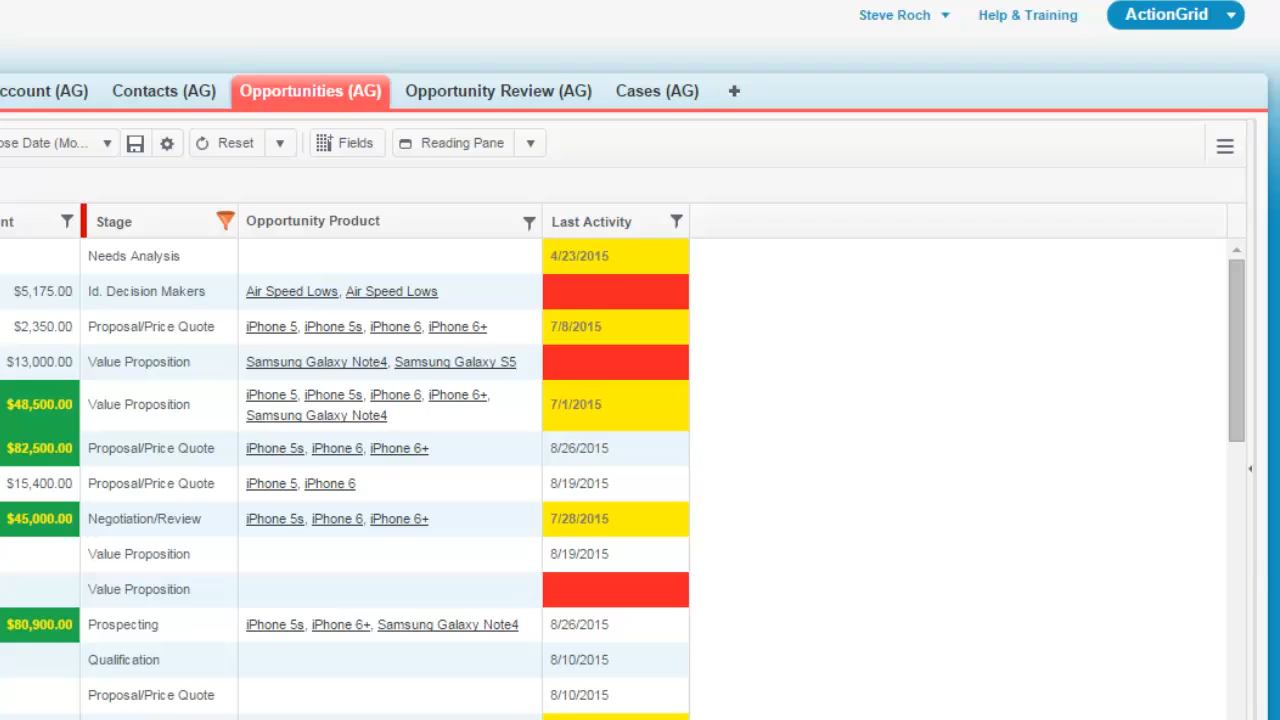 Steve Roch Help & Training ActionGrid
ccount (AG) Contacts (AG) Opportunities (AG) Opportunity Review (AG) Cases (AG) +
ose Date (Mo... Reset Fields Reading Pane
nt Stage Opportunity Product Last Activity
Needs Analysis 4/23/2015
$5,175.00 Id. Decision Makers Air Speed Lows, Air Speed Lows
$2,350.00 Proposal/Price Quote iPhone 5, iPhone 5s, iPhone 6, iPhone 6+ 7/8/2015
$13,000.00 Value Proposition Samsung Galaxy Note4, Samsung Galaxy S5
$48,500.00 Value Proposition iPhone 5, iPhone 5s, iPhone 6, iPhone 6+, 7/1/2015
Samsung Galaxy Note4
$82,500.00 Proposal/Price Quote iPhone 5s, iPhone 6, iPhone 6+ 8/26/2015
$15,400.00 Proposal/Price Quote iPhone 5, iPhone 6 8/19/2015
$45,000.00 Negotiation/Review iPhone 5s, iPhone 6, iPhone 6+ 7/28/2015
Value Proposition 8/19/2015
Value Proposition
$80,900.00 Prospecting iPhone 5s, iPhone 6+, Samsung Galaxy Note4 8/26/2015
Qualification 8/10/2015
Proposal/Price Quote 8/10/2015